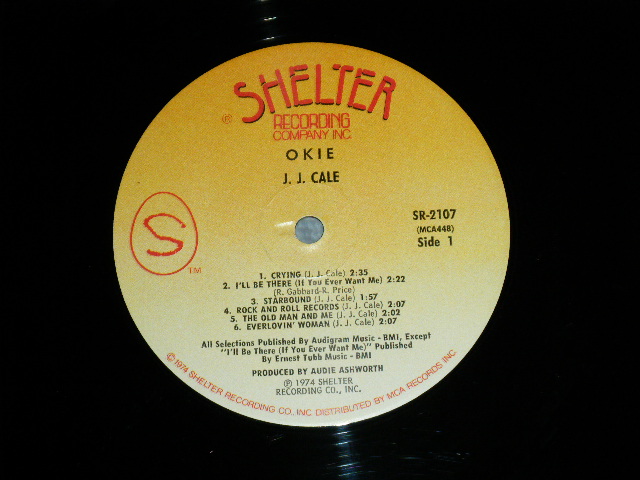 SHELTER
℗ RECORDING
COMPANY INC.
OKIE
J. J. CALE
S
TM
SR-2107
(MCA448)
Side 1
1. CRYING (J. J. Cale) 2:35
2. I'LL BE THERE (If You Ever Want Me) 2:22
(R. Gabbard-R. Price)
3. STARBOUND (J. J. Cale) 1:57
4. ROCK AND ROLL RECORDS (J. J. Cale) 2:07
5. THE OLD MAN AND ME (J. J. Cale) 2:02
6. EVERLOVIN' WOMAN (J. J. Cale) 2:07
All Selections Published By Audigram Music - BMI, Except
"I'll Be There (If You Ever Want Me)" Published
By Ernest Tubb Music - BMI
PRODUCED BY AUDIE ASHWORTH
℗ 1974 SHELTER
RECORDING CO., INC.
© 1974 SHELTER RECORDING CO., INC. DISTRIBUTED BY MCA RECORDS INC.